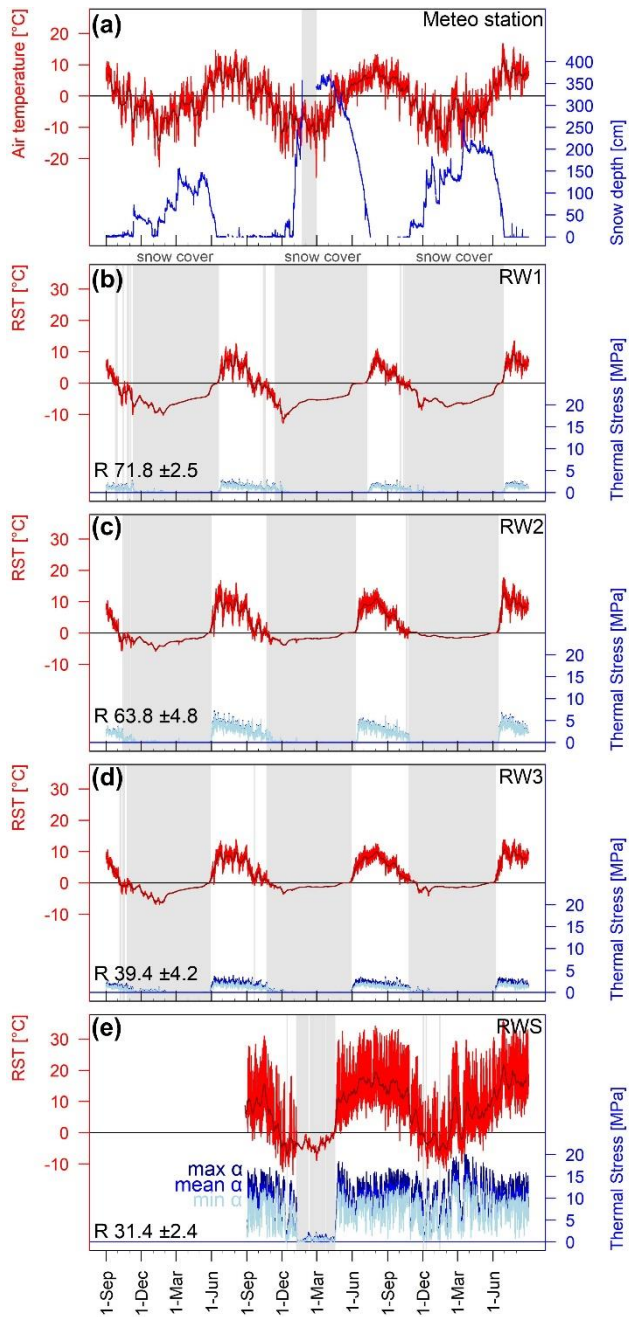 (a)
Meteo station
Air temperature [°C]
20
10
0
-10
-20
Snow depth [cm]
400
350
300
250
200
150
100
50
0
snow cover
snow cover
snow cover
(b)
RW1
RST [°C]
30
20
10
0
-10
Thermal Stress [MPa]
20
15
10
5
0
R 71.8 ±2.5
(c)
RW2
RST [°C]
30
20
10
0
-10
Thermal Stress [MPa]
20
15
10
5
0
R 63.8 ±4.8
(d)
RW3
RST [°C]
30
20
10
0
-10
Thermal Stress [MPa]
20
15
10
5
0
R 39.4 ±4.2
(e)
RWS
RST [°C]
30
20
10
0
-10
Thermal Stress [MPa]
20
15
10
5
0
max α
mean α
min α
R 31.4 ±2.4
1-Sep
1-Dec
1-Mar
1-Jun
1-Sep
1-Dec
1-Mar
1-Jun
1-Sep
1-Dec
1-Mar
1-Jun